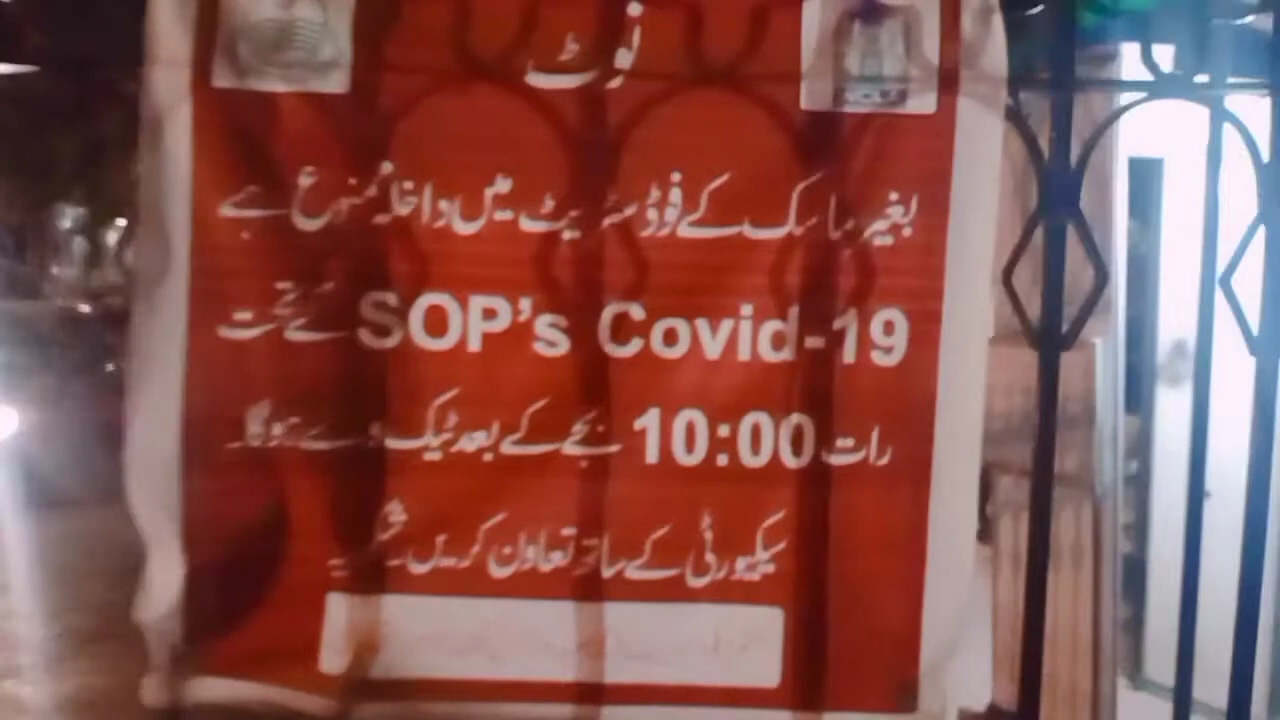 نوٹ
بغیر ماسک کے فوڈ سٹریٹ میں داخلہ ممنوع ہے
SOP's Covid-19 کے تحت
رات 10:00 بجے کے بعد ٹیک وے ہوگا۔
سیکیورٹی کے ساتھ تعاون کریں۔ شکریہ